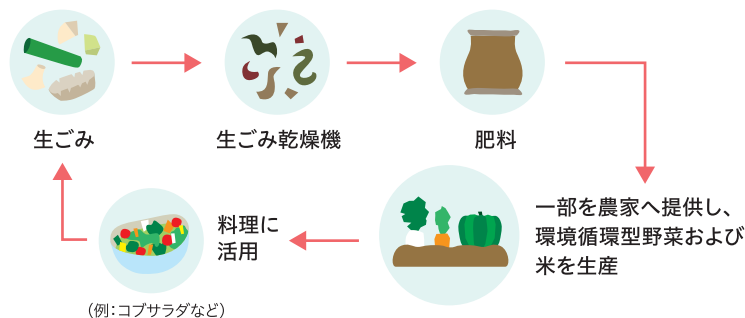 生ごみ
生ごみ乾燥機
肥料
一部を農家へ提供し、
環境循環型野菜および
米を生産
料理に
活用
（例：コブサラダなど）